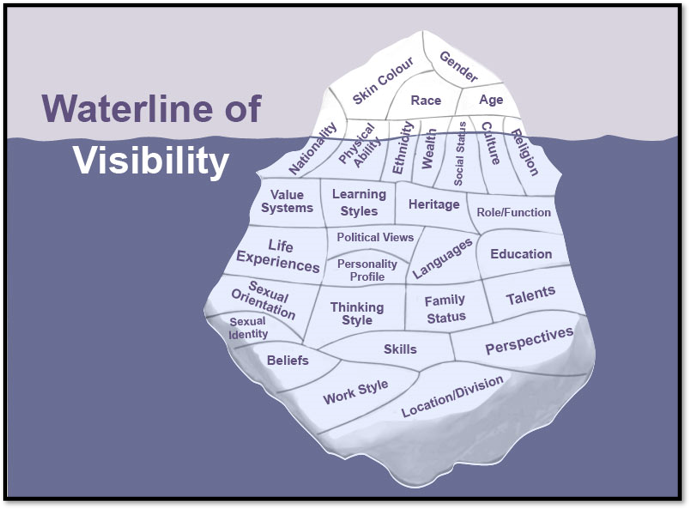 Waterline of
Visibility
Skin Colour
Gender
Race
Age
Nationality
Physical
Ability
Ethnicity
Wealth
Social Status
Culture
Religion
Value
Systems
Learning
Styles
Heritage
Role/Function
Life
Experiences
Political Views
Personality
Profile
Languages
Education
Sexual
Orientation
Thinking
Style
Family
Status
Talents
Sexual
Identity
Beliefs
Skills
Perspectives
Work Style
Location/Division